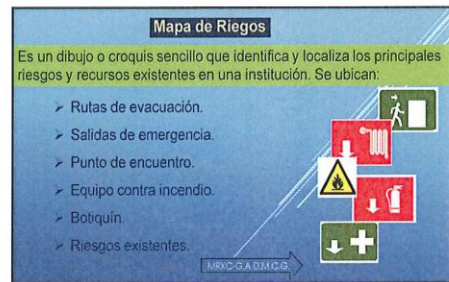 Mapa de Riegos
Es un dibujo o croquis sencillo que identifica y localiza los principales
riesgos y recursos existentes en una institución. Se ubican:
➢ Rutas de evacuación.
➢ Salidas de emergencia.
➢ Punto de encuentro.
➢ Equipo contra incendio.
➢ Botiquín.
➢ Riesgos existentes.